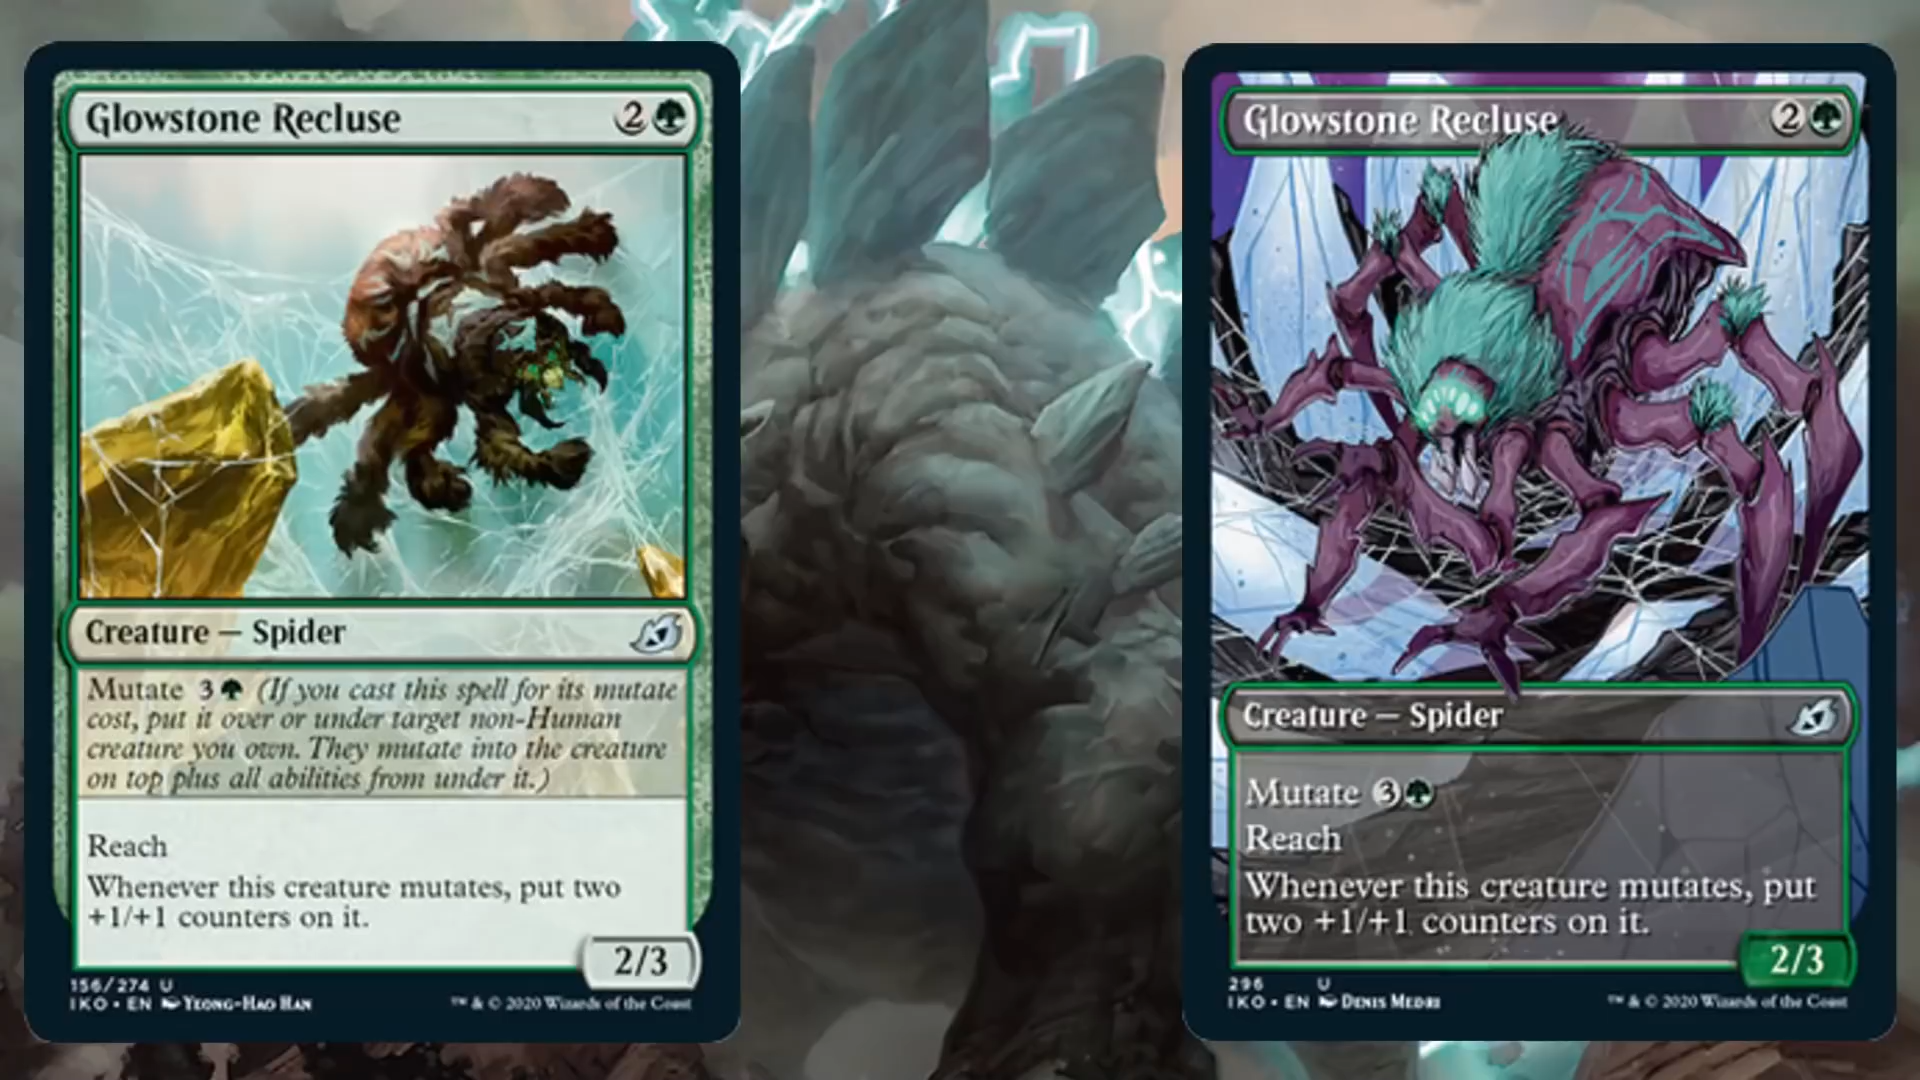 Glowstone Recluse 2
Creature — Spider
Mutate 3 (If you cast this spell for its mutate
cost, put it over or under target non-Human
creature you own. They mutate into the creature
on top plus all abilities from under it.)
Reach
Whenever this creature mutates, put two
+1/+1 counters on it.
2/3
156/274 U
IKO • EN Yeong-Hao Han
™ & © 2020 Wizards of the Coast
Glowstone Recluse 2
Creature — Spider
Mutate 3
Reach
Whenever this creature mutates, put
two +1/+1 counters on it.
2/3
296 U
IKO • EN Denis Medri
™ & © 2020 Wizards of the Coast